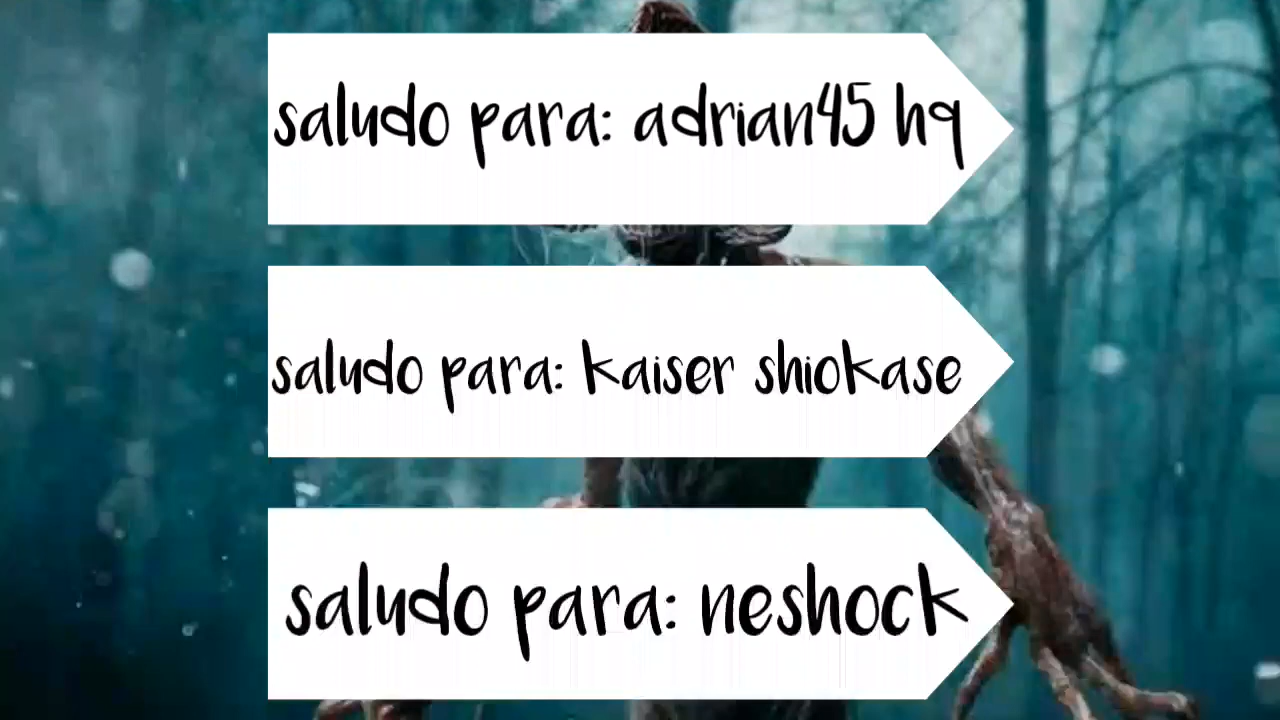 saludo para: adrian45 hq
saludo para: kaiser shiokase
saludo para: neshock